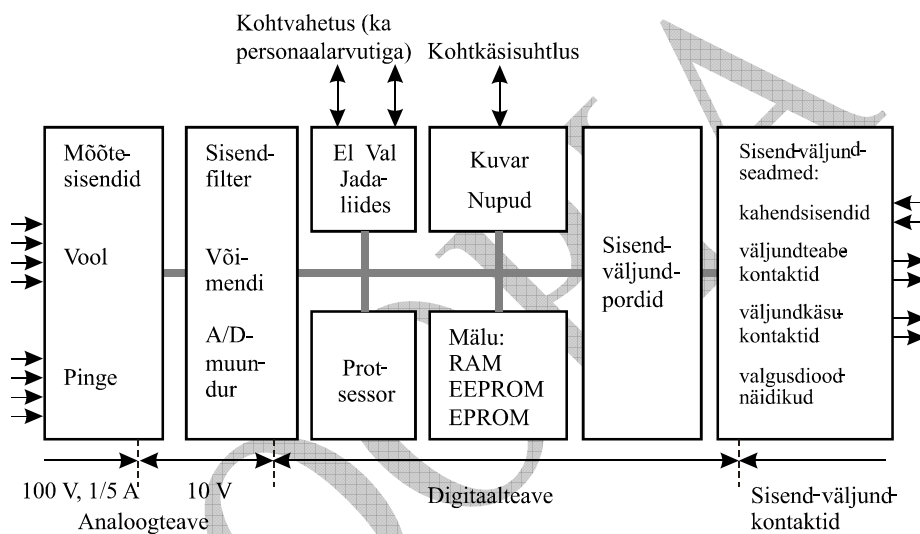 Kohtvahetus (ka
personaalarvutiga)
Kohtkäsisuhtlus
Mõõte-
sisendid
Vool
Pinge
Sisend-
filter
Või-
mendi
A/D-
muun-
dur
El Val
Jada-
liides
Prot-
sessor
Kuvar
Nupud
Mälu:
RAM
EEPROM
EPROM
Sisend-
väljund-
pordid
Sisend-väljund-
seadmed:
kahendsisendid
väljundteabe-
kontaktid
väljundkäsu-
kontaktid
valgusdiood-
näidikud
100 V, 1/5 A
10 V
Analoogteave
Digitaalteave
Sisend-väljund-
kontaktid